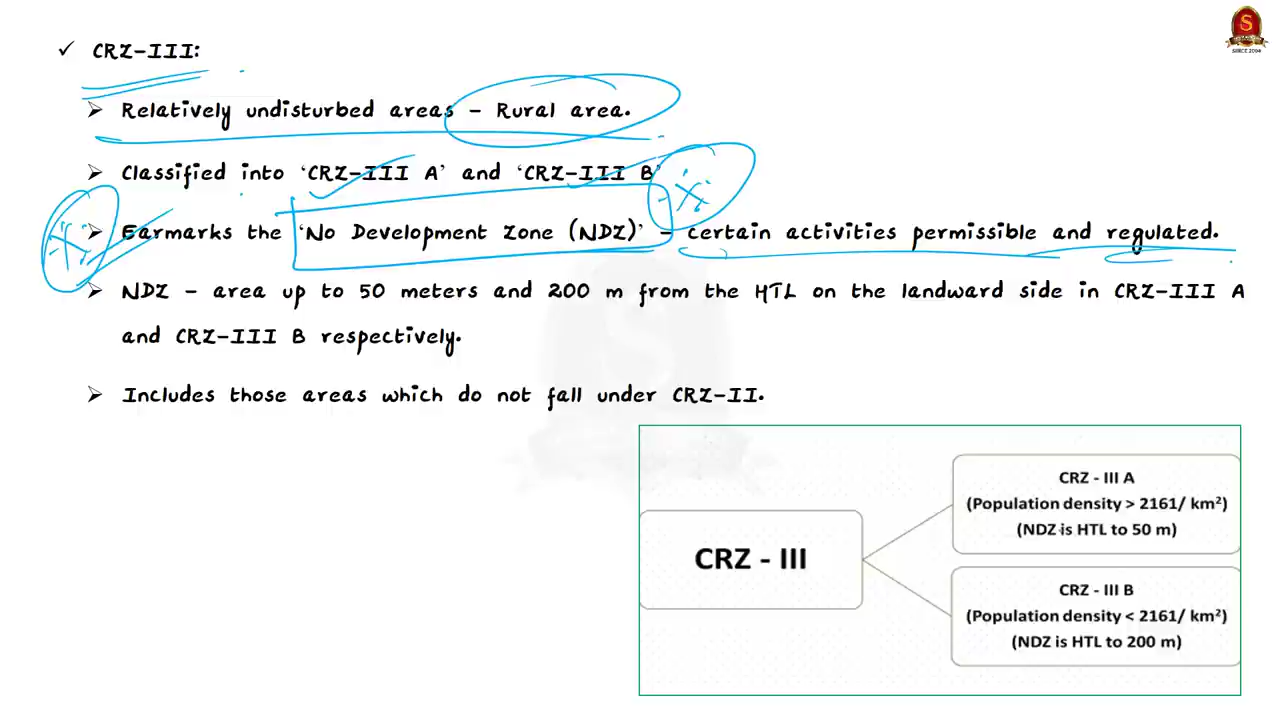 ✓ CRZ-III:
➢ Relatively undisturbed areas – Rural area.
➢ Classified into ‘CRZ-III A’ and ‘CRZ-III B’
➢ Earmarks the ‘No Development Zone (NDZ)’ – certain activities permissible and regulated.
➢ NDZ – area up to 50 meters and 200 m from the HTL on the landward side in CRZ-III A
and CRZ-III B respectively.
➢ Includes those areas which do not fall under CRZ-II.
CRZ - III
CRZ - III A
(Population density > 2161/ km²)
(NDZ is HTL to 50 m)
CRZ - III B
(Population density < 2161/ km²)
(NDZ is HTL to 200 m)
S
SINCE 2004